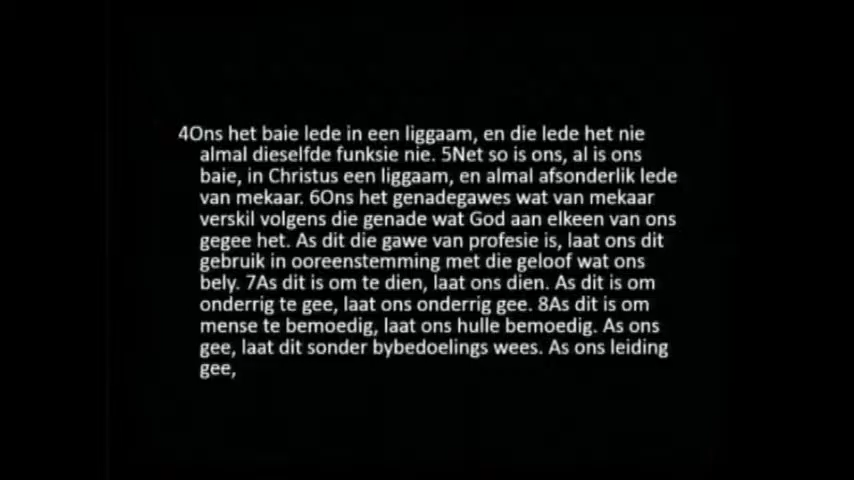 4Ons het baie lede in een liggaam, en die lede het nie
almal dieselfde funksie nie. 5Net so is ons, al is ons
baie, in Christus een liggaam, en almal afsonderlik lede
van mekaar. 6Ons het genadegawes wat van mekaar
verskil volgens die genade wat God aan elkeen van ons
gegee het. As dit die gawe van profesie is, laat ons dit
gebruik in ooreenstemming met die geloof wat ons
bely. 7As dit is om te dien, laat ons dien. As dit is om
onderrig te gee, laat ons onderrig gee. 8As dit is om
mense te bemoedig, laat ons hulle bemoedig. As ons
gee, laat dit sonder bybedoelings wees. As ons leiding
gee,